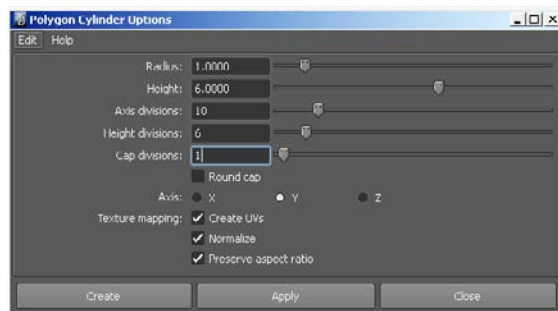 Polygon Cylinder Options
Edit Help
Radius: 1.0000
Height: 6.0000
Axis divisions: 10
Height divisions: 6
Cap divisions: 1
Round cap
Axis: X Y Z
Texture mapping: Create UVs
Normalize
Preserve aspect ratio
Create Apply Close